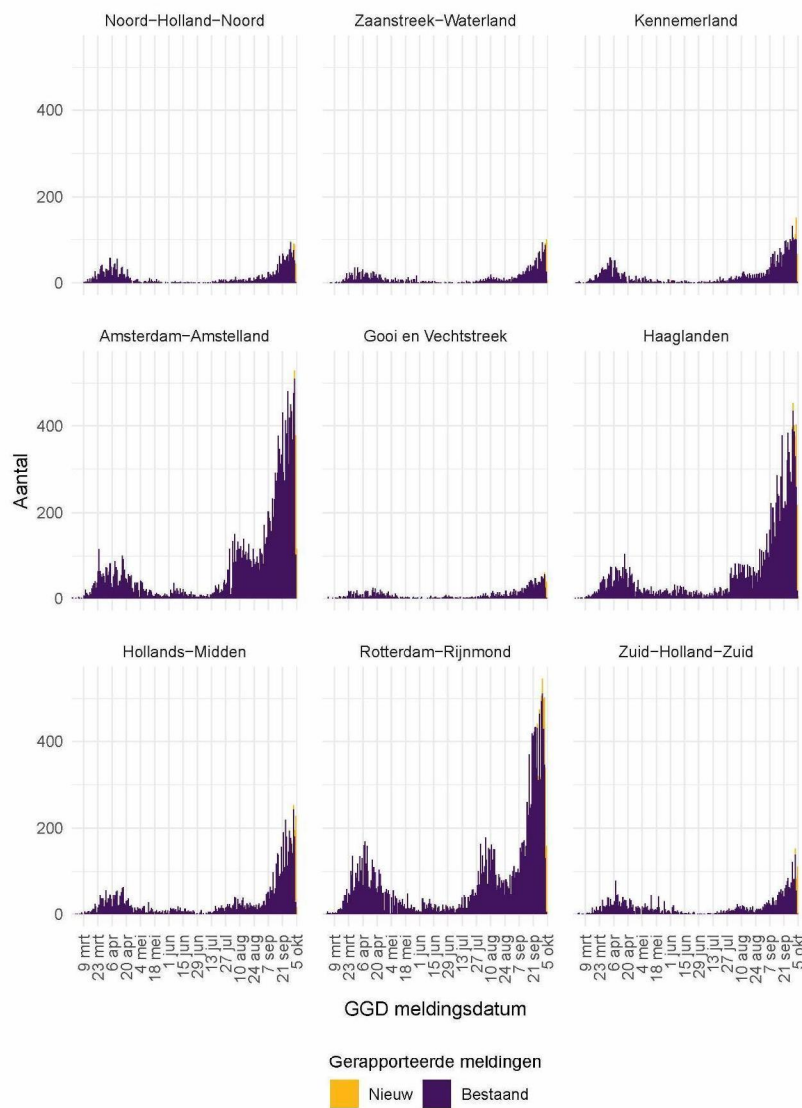 Noord−Holland−Noord
Zaanstreek−Waterland
Kennemerland
400
200
0
Amsterdam−Amstelland
Gooi en Vechtstreek
Haaglanden
Aantal
400
200
0
Hollands−Midden
Rotterdam−Rijnmond
Zuid−Holland−Zuid
400
200
0
9 mrt
23 mrt
6 apr
20 apr
4 mei
18 mei
1 jun
15 jun
29 jun
13 jul
27 jul
10 aug
24 aug
7 sep
21 sep
5 okt
9 mrt
23 mrt
6 apr
20 apr
4 mei
18 mei
1 jun
15 jun
29 jun
13 jul
27 jul
10 aug
24 aug
7 sep
21 sep
5 okt
9 mrt
23 mrt
6 apr
20 apr
4 mei
18 mei
1 jun
15 jun
29 jun
13 jul
27 jul
10 aug
24 aug
7 sep
21 sep
5 okt
GGD meldingsdatum
Gerapporteerde meldingen
Nieuw
Bestaand